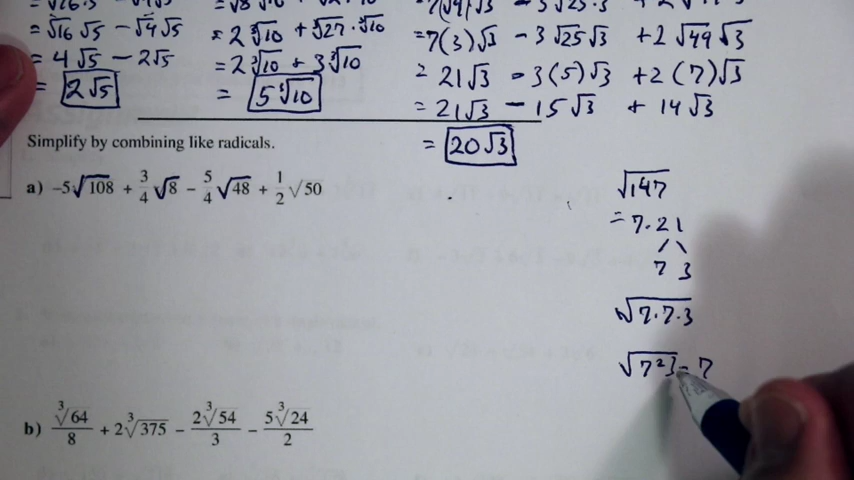 = √16 √5 − √4 √5
= 4√5 − 2√5
= 2√5
= 2∛10 + ∛27 · ∛10
= 2∛10 + 3∛10
= 5∛10
= 7(3)√3 − 3√25 √3 + 2√49 √3
= 21√3 − 3(5)√3 + 2(7)√3
= 21√3 − 15√3 + 14√3
= 20√3
Simplify by combining like radicals.
a) −5√108 + 3/4 √8 − 5/4 √48 + 1/2 √50
√147
= 7·21
7 3
√7·7·3
√7²3 = 7
b) ∛64/8 + 2∛375 − 2∛54/3 − 5∛24/2